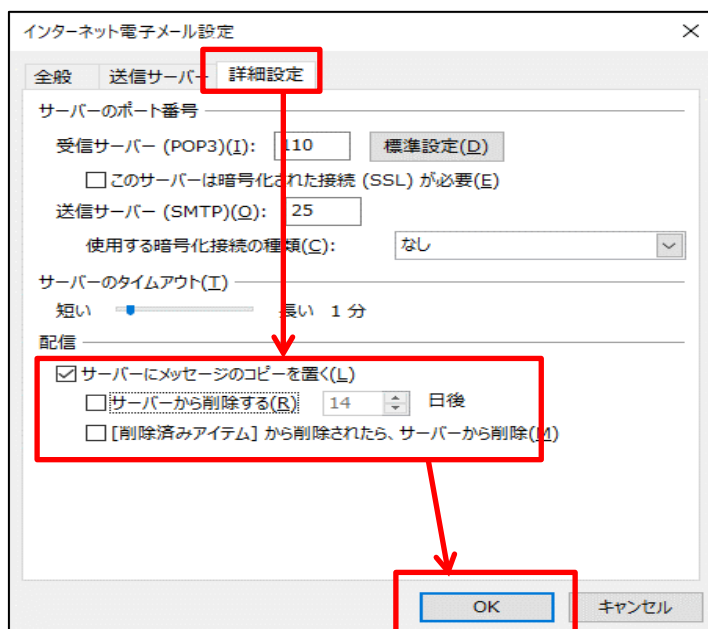 インターネット電子メール設定
全般 送信サーバー 詳細設定
サーバーのポート番号
受信サーバー (POP3)(I): 110 標準設定(D)
このサーバーは暗号化された接続 (SSL) が必要(E)
送信サーバー (SMTP)(O): 25
使用する暗号化接続の種類(C): なし
サーバーのタイムアウト(T)
短い 長い 1 分
配信
サーバーにメッセージのコピーを置く(L)
サーバーから削除する(R) 14 日後
[削除済みアイテム] から削除されたら、サーバーから削除(M)
OK キャンセル